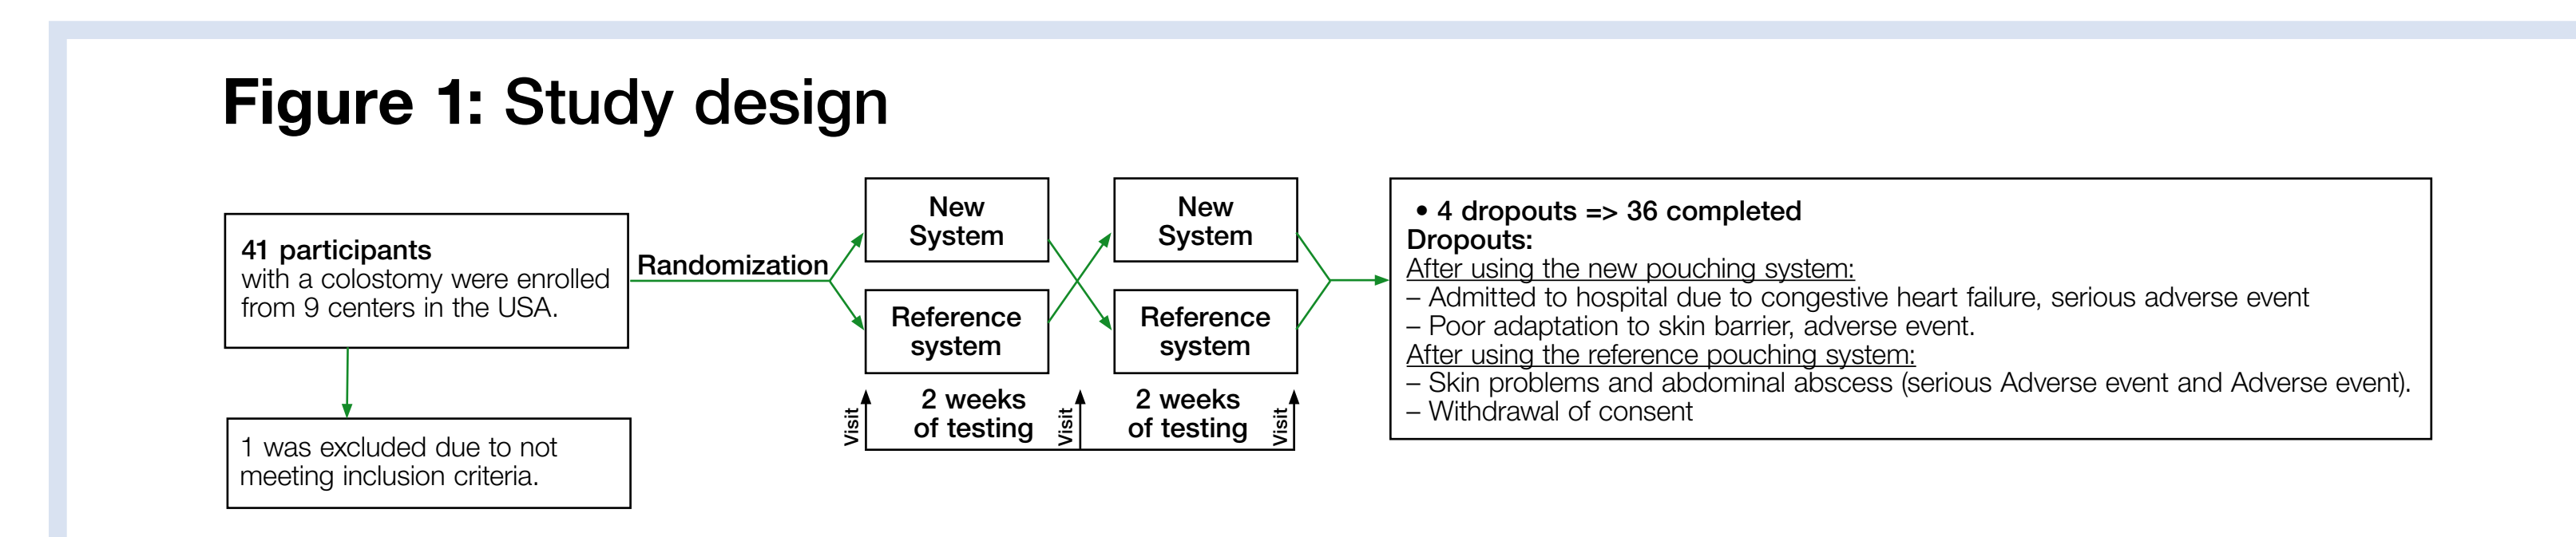 Figure 1: Study design
41 participants
with a colostomy were enrolled
from 9 centers in the USA.
1 was excluded due to not
meeting inclusion criteria.
Randomization
New
System
Reference
system
New
System
Reference
system
Visit
2 weeks
of testing
Visit
2 weeks
of testing
Visit
• 4 dropouts => 36 completed
Dropouts:
After using the new pouching system:
– Admitted to hospital due to congestive heart failure, serious adverse event
– Poor adaptation to skin barrier, adverse event.
After using the reference pouching system:
– Skin problems and abdominal abscess (serious Adverse event and Adverse event).
– Withdrawal of consent